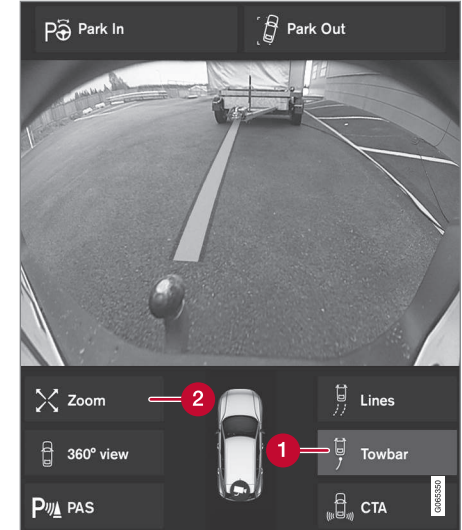 Park In
Park Out
2
Zoom
Lines
1
360° view
Towbar
PAS
CTA
G065350